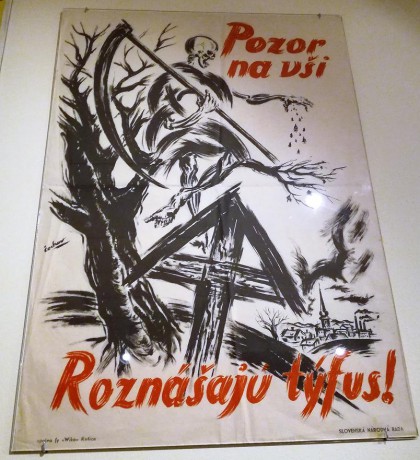 Pozor
na vši
Roznášajú týfus!
SLOVENSKÁ NÁRODNÁ RADA